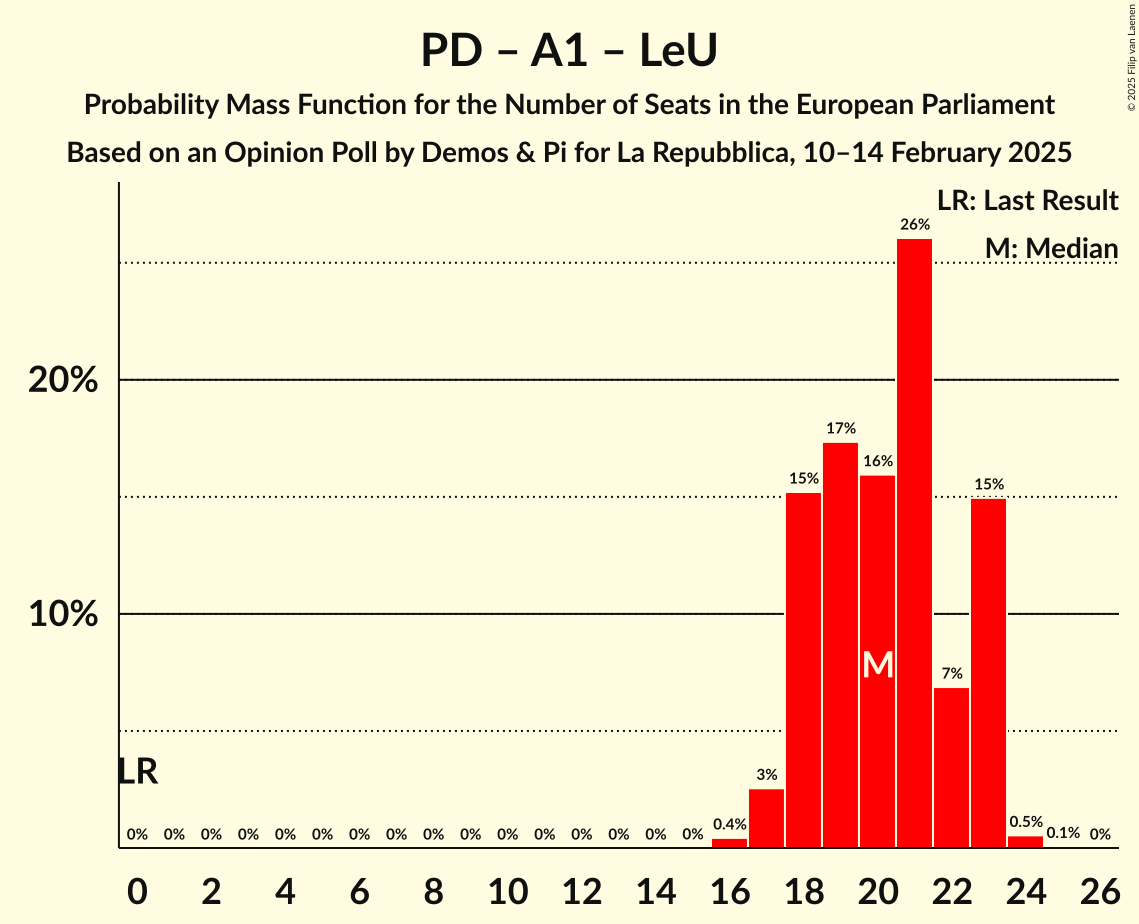 PD – A1 – LeU
Probability Mass Function for the Number of Seats in the European Parliament
Based on an Opinion Poll by Demos & Pi for La Repubblica, 10–14 February 2025
© 2025 Filip van Laenen
LR: Last Result
M: Median
26%
20%
17%
16%
15%
15%
10%
M
7%
LR
3%
0% 0% 0% 0% 0% 0% 0% 0% 0% 0% 0% 0% 0% 0% 0% 0% 0.4% 0.5% 0.1% 0%
0 2 4 6 8 10 12 14 16 18 20 22 24 26